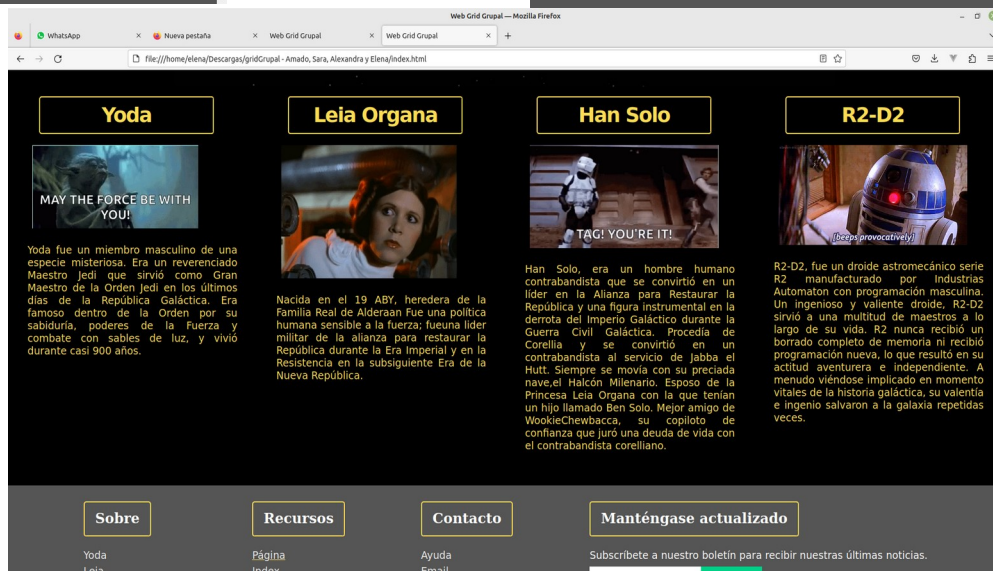 Web Grid Grupal — Mozilla Firefox
WhatsApp
Nueva pestaña
Web Grid Grupal
Web Grid Grupal
file:///home/elena/Descargas/gridGrupal - Amado, Sara, Alexandra y Elena/index.html
Yoda
MAY THE FORCE BE WITH
YOU!
Yoda fue un miembro masculino de una
especie misteriosa. Era un reverenciado
Maestro Jedi que sirvió como Gran
Maestro de la Orden Jedi en los últimos
días de la República Galáctica. Era
famoso dentro de la Orden por su
sabiduría, poderes de la Fuerza y
combate con sables de luz, y vivió
durante casi 900 años.
Leia Organa
Nacida en el 19 ABY, heredera de la
Familia Real de Alderaan Fue una política
humana sensible a la fuerza; fueuna lider
militar de la alianza para restaurar la
República durante la Era Imperial y en la
Resistencia en la subsiguiente Era de la
Nueva República.
Han Solo
TAG! YOU'RE IT!
Han Solo, era un hombre humano
contrabandista que se convirtió en un
líder en la Alianza para Restaurar la
República y una figura instrumental en la
derrota del Imperio Galáctico durante la
Guerra Civil Galáctica. Procedía de
Corellia y se convirtió en un
contrabandista al servicio de Jabba el
Hutt. Siempre se movía con su preciada
nave,el Halcón Milenario. Esposo de la
Princesa Leia Organa con la que tenían
un hijo llamado Ben Solo. Mejor amigo de
WookieChewbacca, su copiloto de
confianza que juró una deuda de vida con
el contrabandista corelliano.
R2-D2
[beeps provocatively]
R2-D2, fue un droide astromecánico serie
R2 manufacturado por Industrias
Automaton con programación masculina.
Un ingenioso y valiente droide, R2-D2
sirvió a una multitud de maestros a lo
largo de su vida. R2 nunca recibió un
borrado completo de memoria ni recibió
programación nueva, lo que resultó en su
actitud aventurera e independiente. A
menudo viéndose implicado en momento
vitales de la historia galáctica, su valentía
e ingenio salvaron a la galaxia repetidas
veces.
Sobre
Yoda
Leia
Recursos
Página
Index
Contacto
Ayuda
Email
Manténgase actualizado
Subscríbete a nuestro boletín para recibir nuestras últimas noticias.